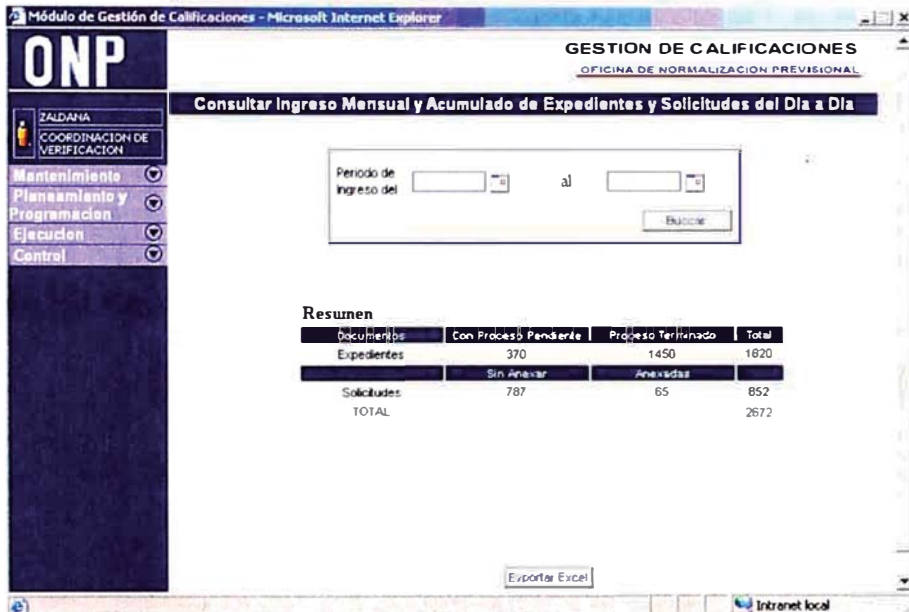 Módulo de Gestión de Calificaciones - Microsoft Internet Explorer
ONP
GESTION DE CALIFICACIONES
OFICINA DE NORMALIZACION PREVISIONAL
Consultar Ingreso Mensual y Acumulado de Expedientes y Solicitudes del Dia a Dia
ZALDANA
COORDINACION DE
VERIFICACION
Mantenimiento
Planeamiento y
Programacion
Ejecucion
Control
Periodo de
Ingreso del
al
Buscar
Resumen
Documentos Con Proceso Pendiente Proceso Terminado Total
Expedientes 370 1450 1820
Sin Anexar Anexadas
Solicitudes 787 65 852
TOTAL 2672
Exportar Excel
Intranet local